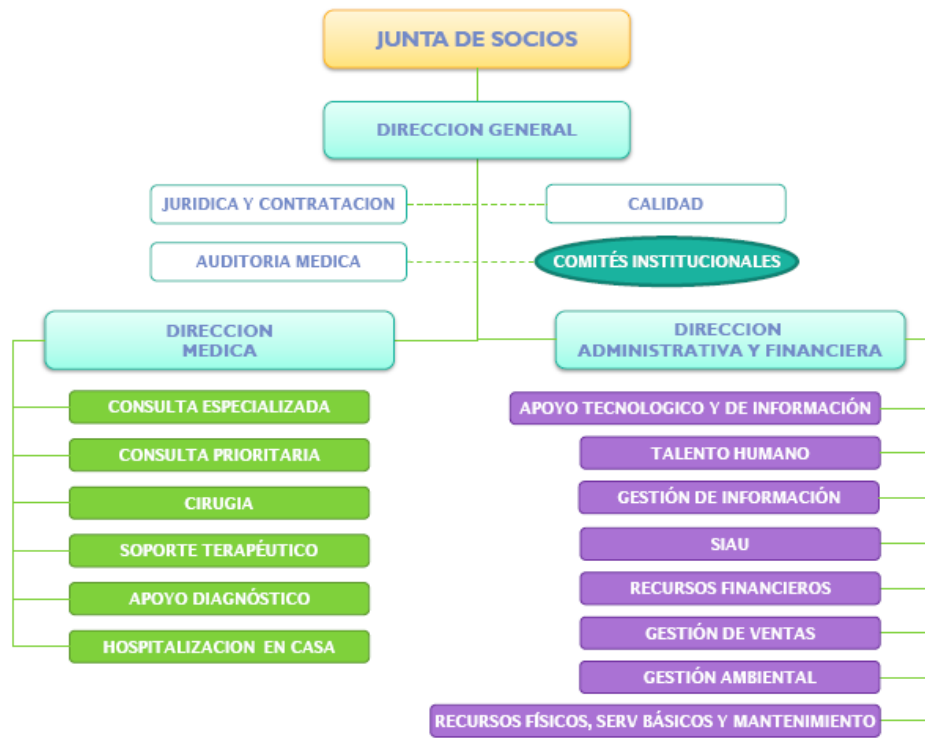 JUNTA DE SOCIOS
DIRECCION GENERAL
JURIDICA Y CONTRATACION
CALIDAD
AUDITORIA MEDICA
COMITÉS INSTITUCIONALES
DIRECCION
MEDICA
DIRECCION
ADMINISTRATIVA Y FINANCIERA
CONSULTA ESPECIALIZADA
CONSULTA PRIORITARIA
CIRUGIA
SOPORTE TERAPÉUTICO
APOYO DIAGNÓSTICO
HOSPITALIZACION EN CASA
APOYO TECNOLOGICO Y DE INFORMACIÓN
TALENTO HUMANO
GESTIÓN DE INFORMACIÓN
SIAU
RECURSOS FINANCIEROS
GESTIÓN DE VENTAS
GESTIÓN AMBIENTAL
RECURSOS FÍSICOS, SERV BÁSICOS Y MANTENIMIENTO